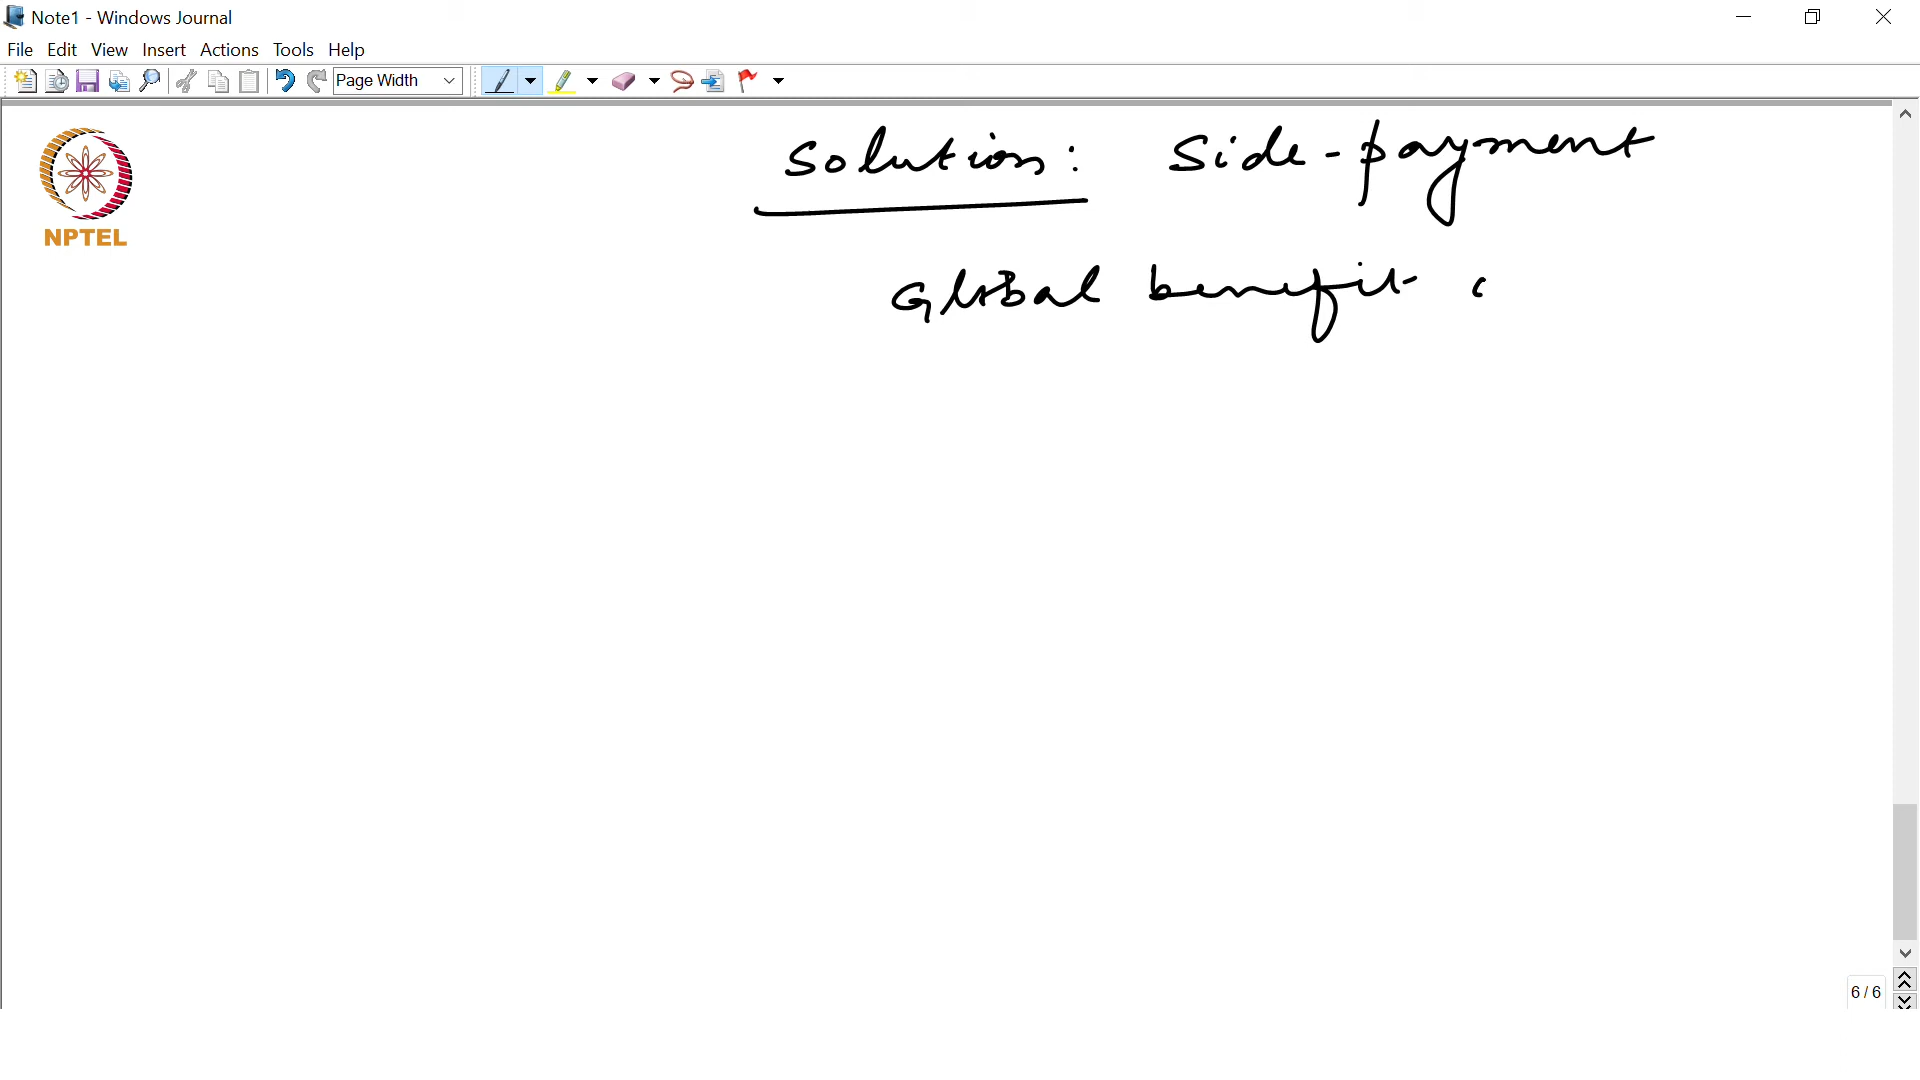 Note1 - Windows Journal
File Edit View Insert Actions Tools Help
Page Width
NPTEL
Solution: Side-payment
Global benefit
6 / 6